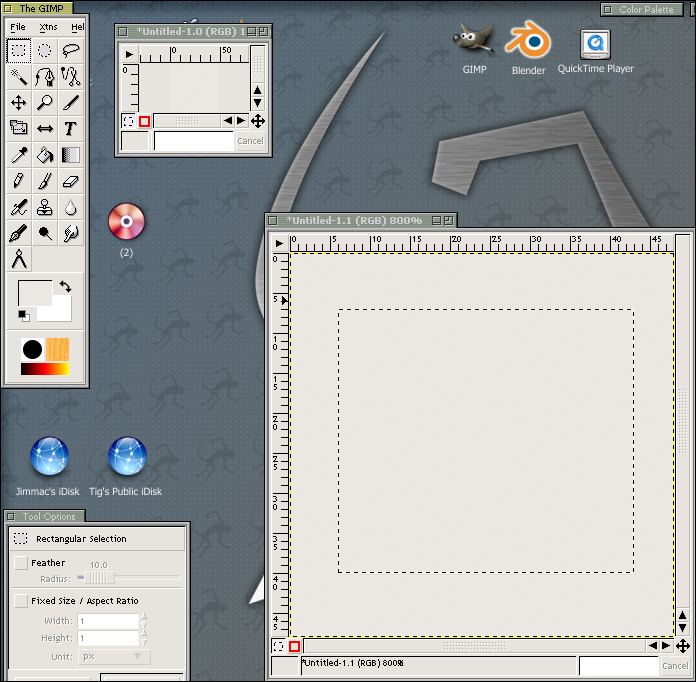 The GIMP
File Xtns Hel
*Untitled-1.0 (RGB) 1
0 50
0
Cancel
GIMP
Blender
QuickTime Player
Color Palette
(2)
*Untitled-1.1 (RGB) 800%
0 5 10 15 20 25 30 35 40 45
0
5
10
15
20
25
30
35
40
45
*Untitled-1.1 (RGB) 800%
Cancel
Jimmac's iDisk
Tig's Public iDisk
Tool Options
Rectangular Selection
Feather
10.0
Radius:
Fixed Size / Aspect Ratio
Width: 1
Height: 1
Unit: px